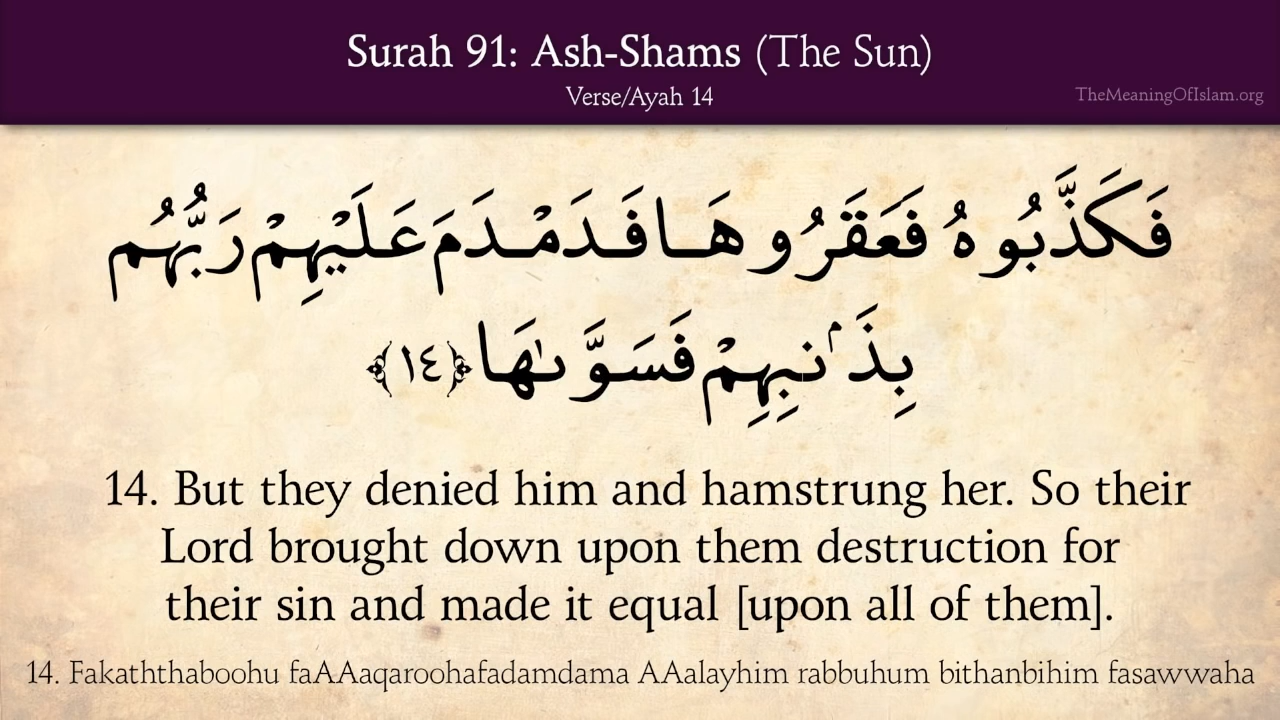 Surah 91: Ash-Shams (The Sun)
Verse/Ayah 14
TheMeaningOfIslam.org
فَكَذَّبُوهُ فَعَقَرُوهَا فَدَمْدَمَ عَلَيْهِمْ رَبُّهُم
بِذَنۢبِهِمْ فَسَوَّىٰهَا ﴿١٤﴾
14. But they denied him and hamstrung her. So their
Lord brought down upon them destruction for
their sin and made it equal [upon all of them].
14. Fakaththaboohu faAAaqaroohafadamdama AAalayhim rabbuhum bithanbihim fasawwaha